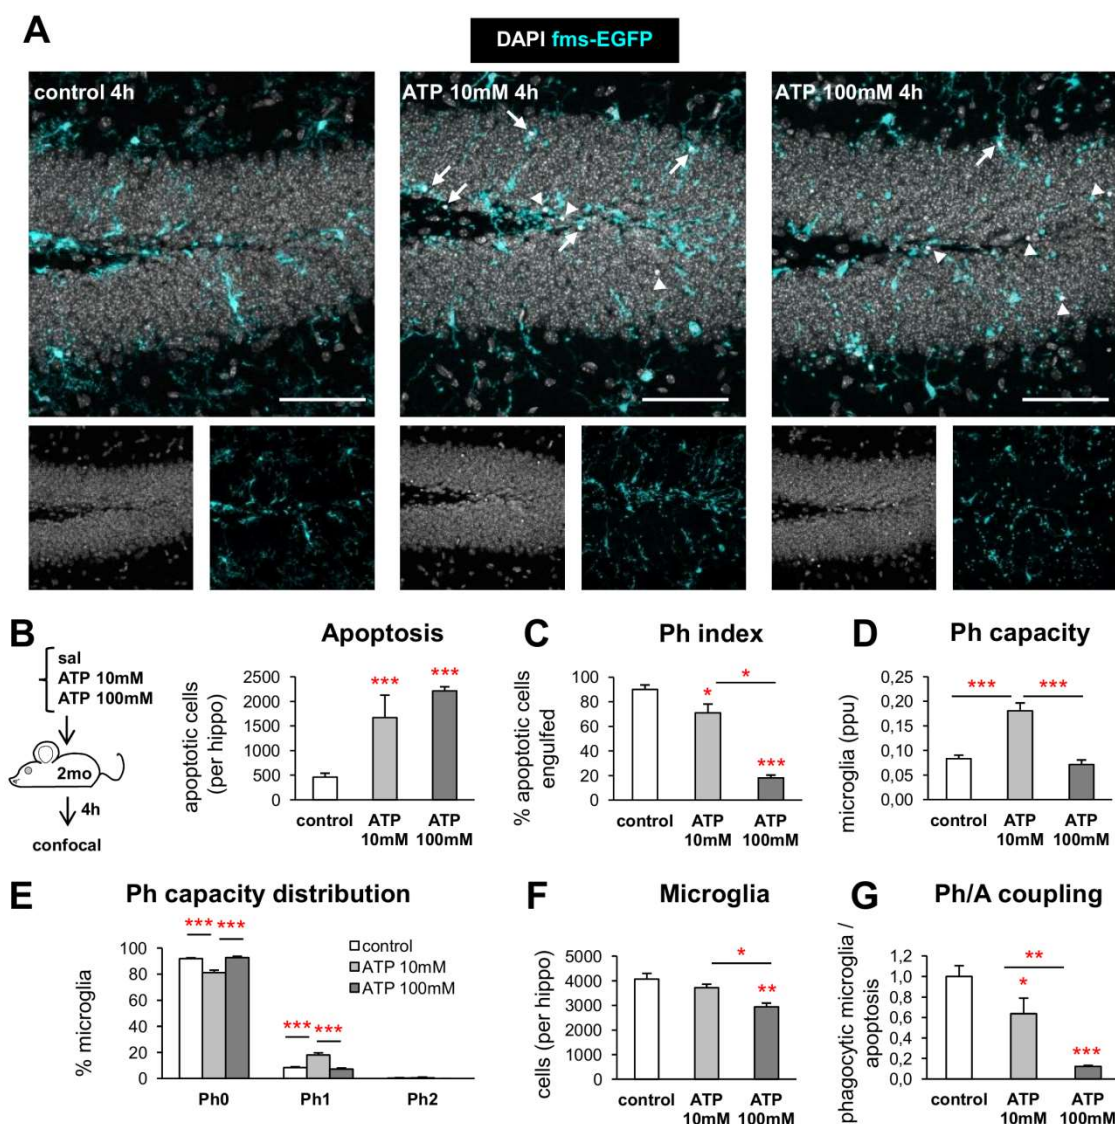 A
DAPI fms-EGFP
control 4h
ATP 10mM 4h
ATP 100mM 4h
B
sal
ATP 10mM
ATP 100mM
2mo
4h
confocal
Apoptosis
apoptotic cells
(per hippo)
2500
2000
1500
1000
500
0
***
***
control
ATP
10mM
ATP
100mM
C
Ph index
% apoptotic cells
engulfed
100
80
60
40
20
0
*
*
***
control
ATP
10mM
ATP
100mM
D
Ph capacity
microglia (ppu)
0,25
0,20
0,15
0,10
0,05
0,00
***
***
control
ATP
10mM
ATP
100mM
E
Ph capacity distribution
% microglia
100
80
60
40
20
0
*** ***
*** ***
control
ATP 10mM
ATP 100mM
Ph0
Ph1
Ph2
F
Microglia
cells (per hippo)
5000
4000
3000
2000
1000
0
*
**
control
ATP
10mM
ATP
100mM
G
Ph/A coupling
phagocytic microglia /
apoptosis
1,2
1,0
0,8
0,6
0,4
0,2
0,0
**
*
***
control
ATP
10mM
ATP
100mM